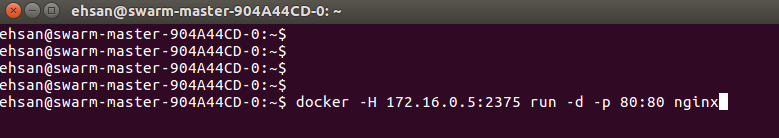 ehsan@swarm-master-904A44CD-0: ~
ehsan@swarm-master-904A44CD-0:~$
ehsan@swarm-master-904A44CD-0:~$
ehsan@swarm-master-904A44CD-0:~$
ehsan@swarm-master-904A44CD-0:~$
ehsan@swarm-master-904A44CD-0:~$ docker -H 172.16.0.5:2375 run -d -p 80:80 nginx